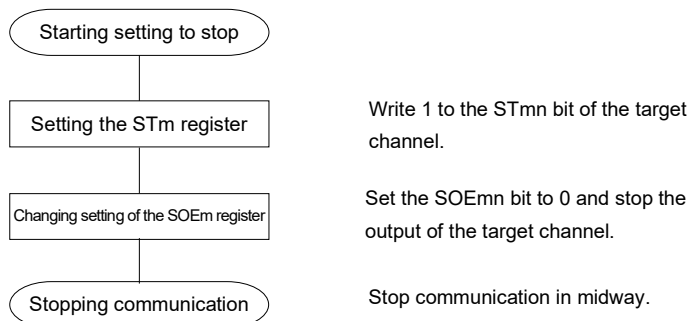 Starting setting to stop
Setting the STm register
Write 1 to the STmn bit of the target
channel.
Changing setting of the SOEm register
Set the SOEmn bit to 0 and stop the
output of the target channel.
Stopping communication
Stop communication in midway.